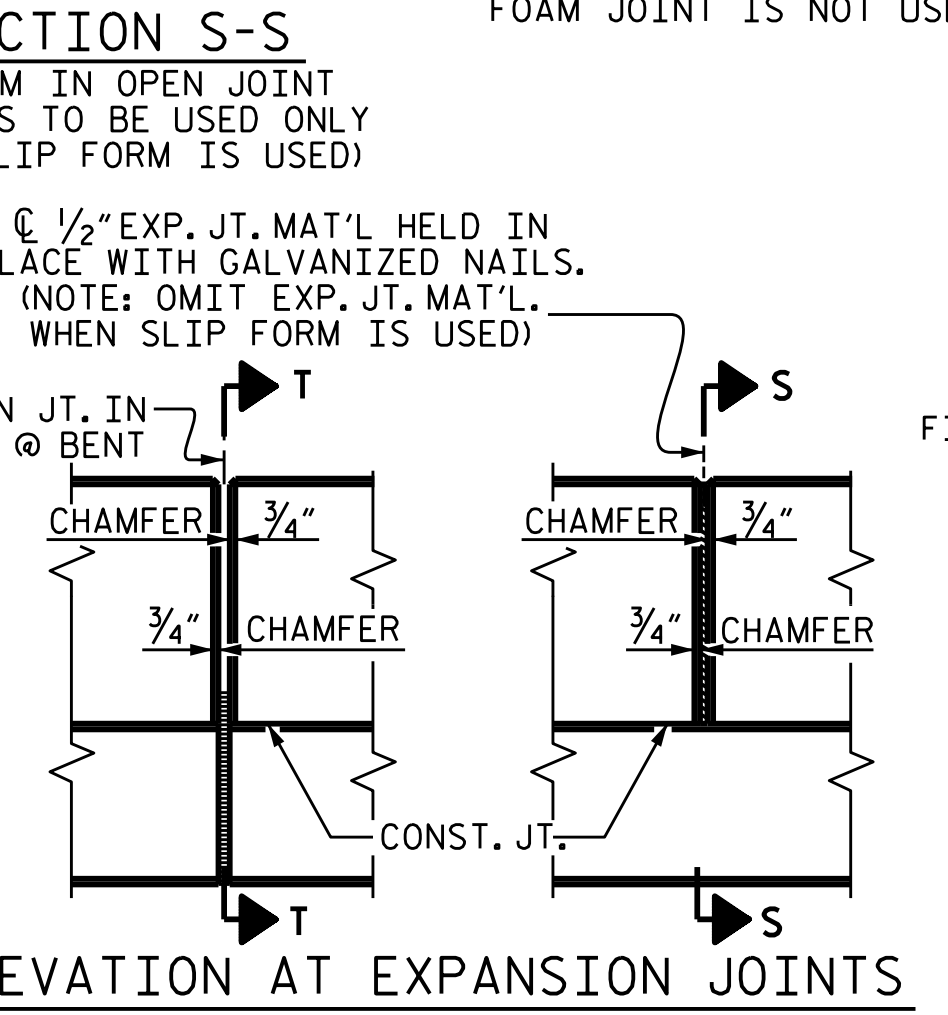 CTION S-S
FOAM JOINT IS NOT USE
M IN OPEN JOINT
S TO BE USED ONLY
LIP FORM IS USED)
℄ 1/2" EXP. JT. MAT'L HELD IN
LACE WITH GALVANIZED NAILS.
(NOTE: OMIT EXP. JT. MAT'L.
WHEN SLIP FORM IS USED)
T
S
N JT. IN
@ BENT
FI
CHAMFER
3/4"
CHAMFER
3/4"
3/4"
CHAMFER
3/4"
CHAMFER
CONST. JT.
T
S
EVATION AT EXPANSION JOINTS